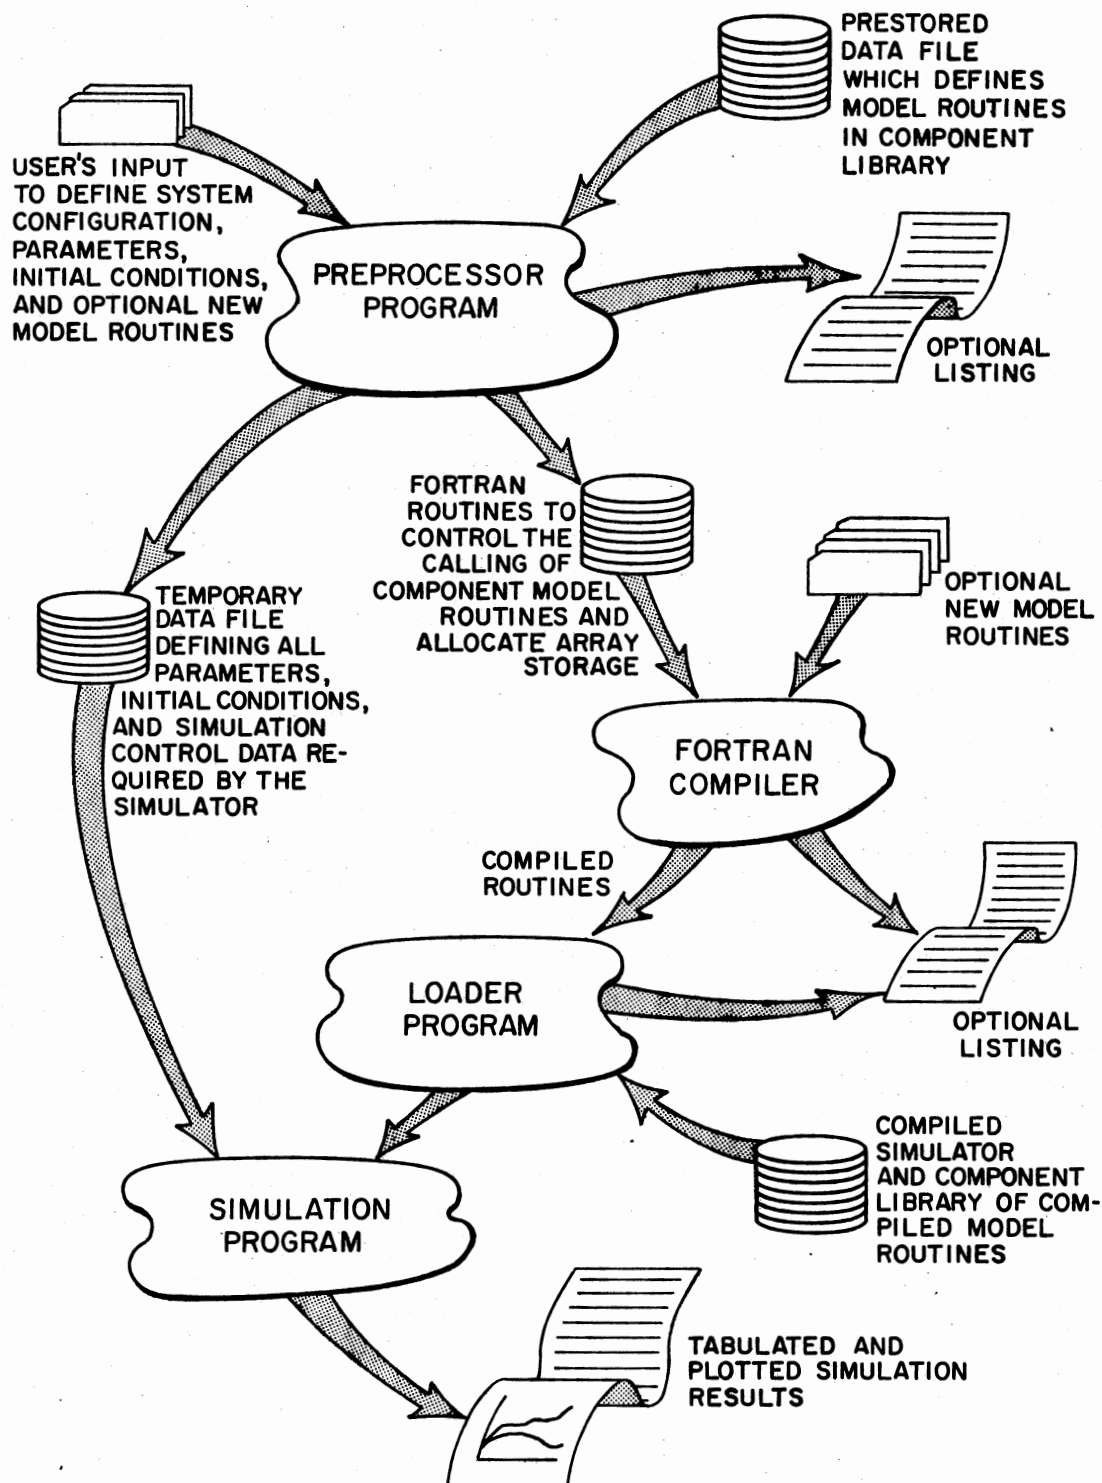 PRESTORED
DATA FILE
WHICH DEFINES
MODEL ROUTINES
IN COMPONENT
LIBRARY
USER'S INPUT
TO DEFINE SYSTEM
CONFIGURATION,
PARAMETERS,
INITIAL CONDITIONS,
AND OPTIONAL NEW
MODEL ROUTINES
PREPROCESSOR
PROGRAM
OPTIONAL
LISTING
FORTRAN
ROUTINES TO
CONTROL THE
CALLING OF
COMPONENT MODEL
ROUTINES AND
ALLOCATE ARRAY
STORAGE
OPTIONAL
NEW MODEL
ROUTINES
TEMPORARY
DATA FILE
DEFINING ALL
PARAMETERS,
INITIAL CONDITIONS,
AND SIMULATION
CONTROL DATA RE-
QUIRED BY THE
SIMULATOR
FORTRAN
COMPILER
COMPILED
ROUTINES
LOADER
PROGRAM
OPTIONAL
LISTING
COMPILED
SIMULATOR
AND COMPONENT
LIBRARY OF COM-
PILED MODEL
ROUTINES
SIMULATION
PROGRAM
TABULATED AND
PLOTTED SIMULATION
RESULTS